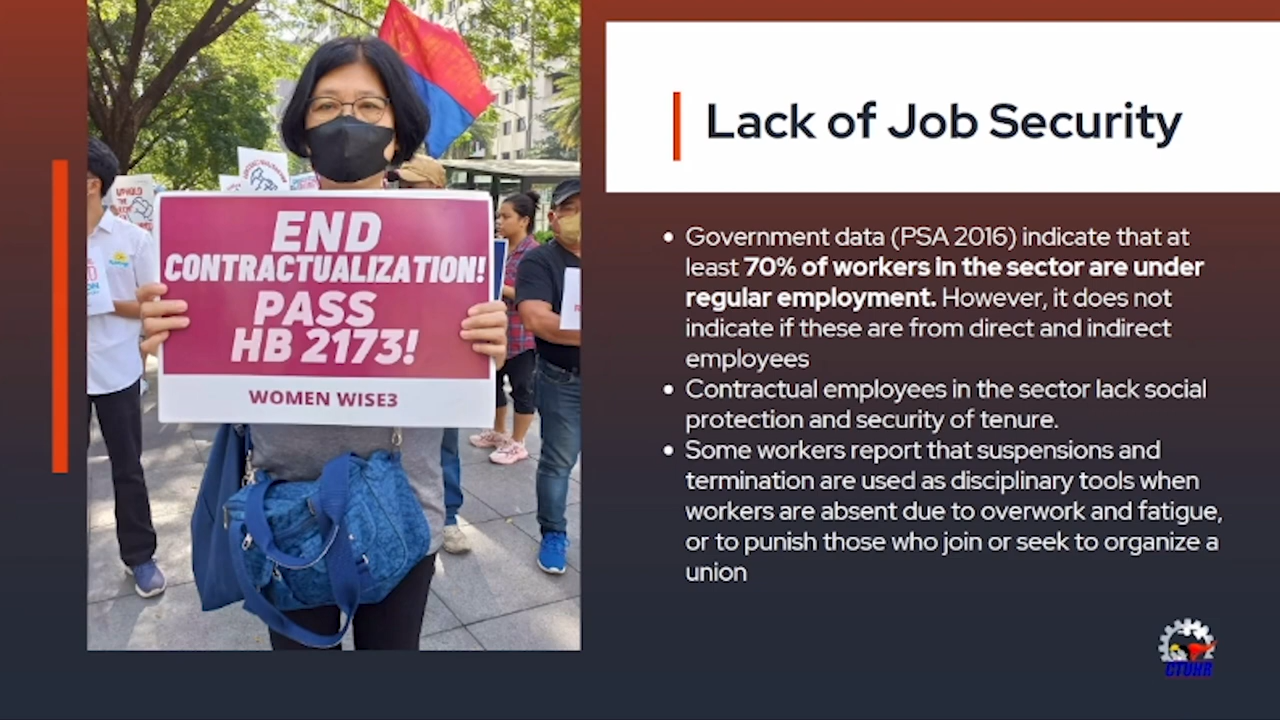 Lack of Job Security
END
CONTRACTUALIZATION!
PASS
HB 2173!
WOMEN WISE3
UPHOLD
• Government data (PSA 2016) indicate that at
least 70% of workers in the sector are under
regular employment. However, it does not
indicate if these are from direct and indirect
employees
• Contractual employees in the sector lack social
protection and security of tenure.
• Some workers report that suspensions and
termination are used as disciplinary tools when
workers are absent due to overwork and fatigue,
or to punish those who join or seek to organize a
union
CTUHR